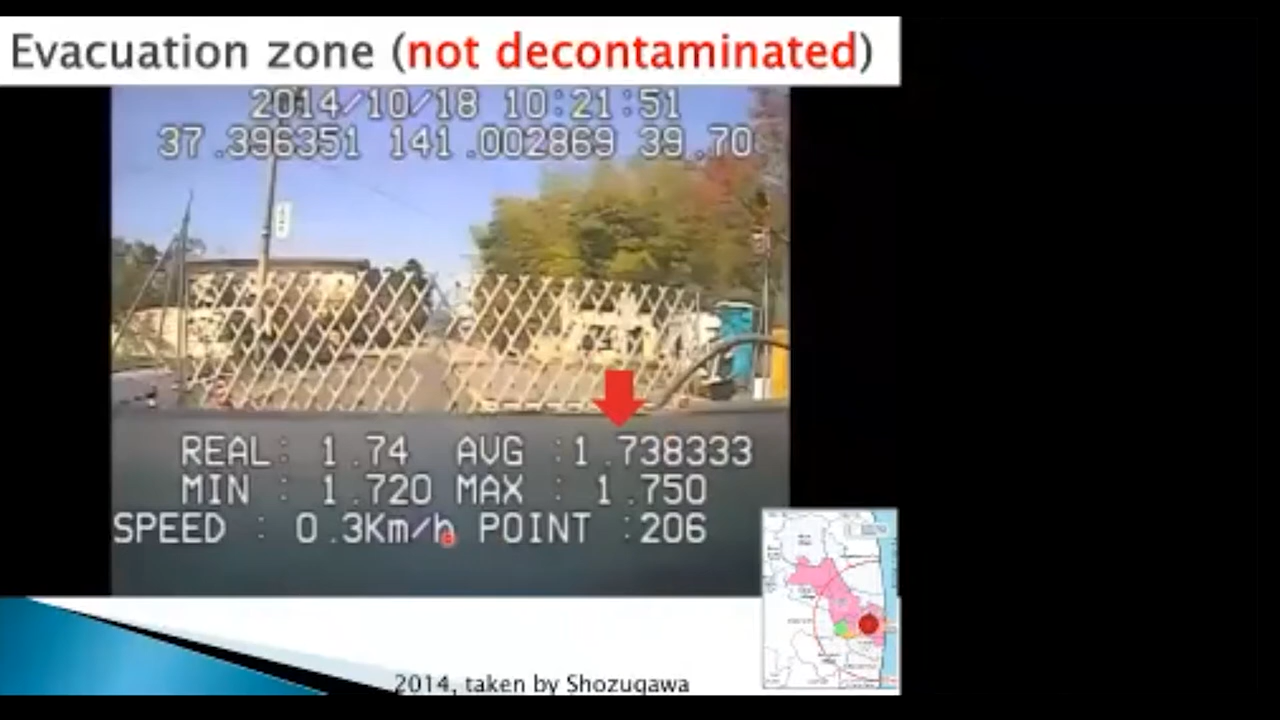 Evacuation zone (not decontaminated)
2014/10/18 10:21:51
37.396351 141.002869 39.70
REAL: 1.74 AVG :1.738333
MIN : 1.720 MAX : 1.750
SPEED : 0.3Km/h POINT :206
2014, taken by Shozugawa